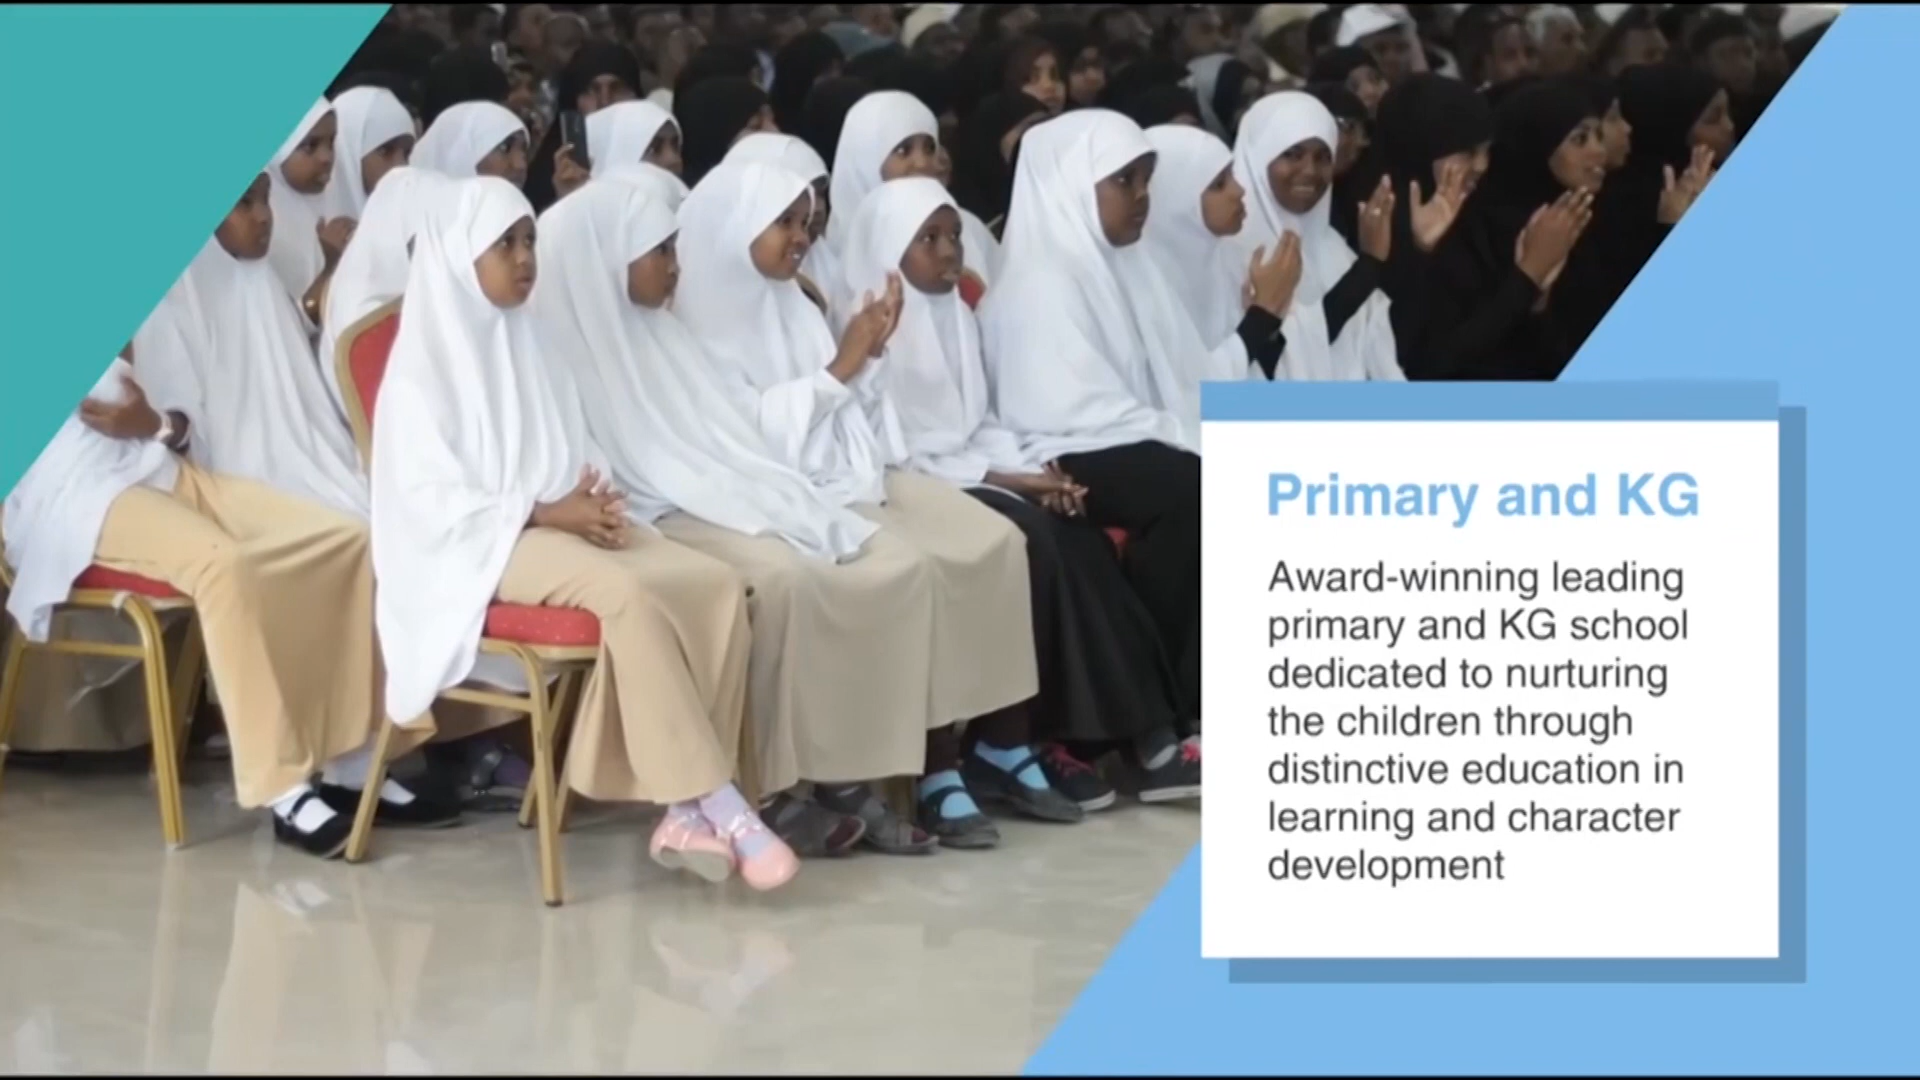 Primary and KG
Award-winning leading
primary and KG school
dedicated to nurturing
the children through
distinctive education in
learning and character
development